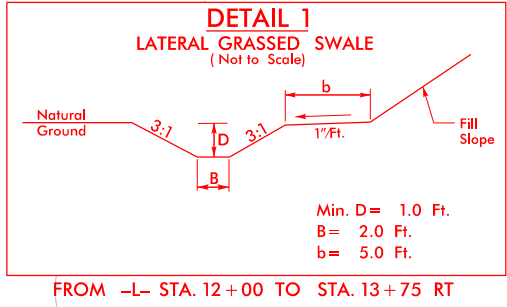 DETAIL 1
LATERAL GRASSED SWALE
( Not to Scale)
b
Natural
Ground
3:1
D
3:1
1"/Ft.
Fill
Slope
B
Min. D= 1.0 Ft.
B= 2.0 Ft.
b= 5.0 Ft.
FROM -L- STA. 12+00 TO STA. 13+75 RT